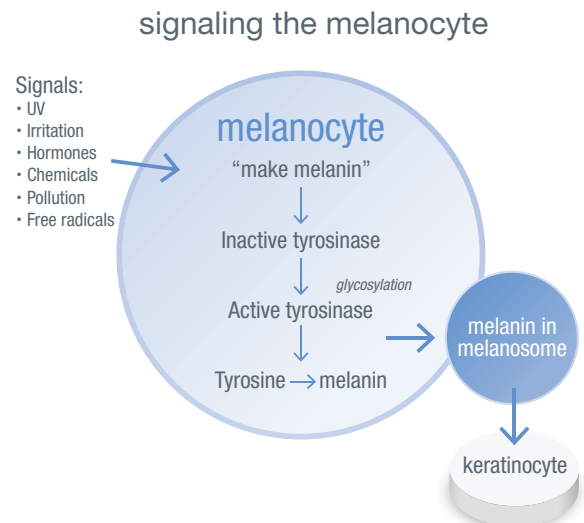 signaling the melanocyte
Signals:
• UV
• Irritation
• Hormones
• Chemicals
• Pollution
• Free radicals
melanocyte
“make melanin”
Inactive tyrosinase
glycosylation
Active tyrosinase
Tyrosine → melanin
melanin in
melanosome
keratinocyte